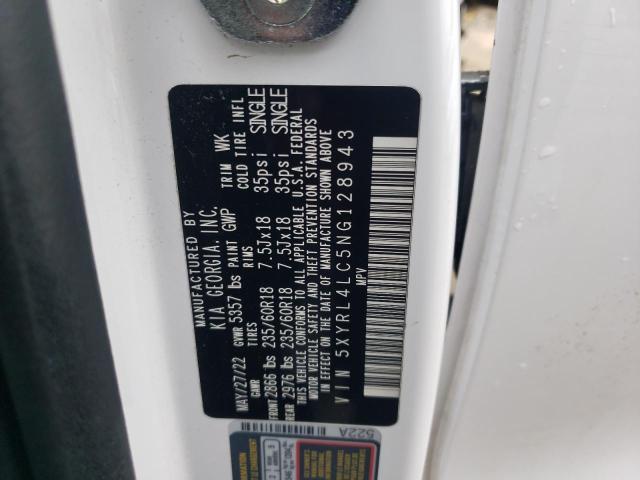 MANUFACTURED BY
KIA GEORGIA, INC.
MAY/27/22 GVWR 5357 lbs PAINT GWP TRIM WK
GAWR TIRES RIMS COLD TIRE INFL
FRONT 2866 lbs 235/60R18 7.5Jx18 35psi SINGLE
REAR 2976 lbs 235/60R18 7.5Jx18 35psi SINGLE
THIS VEHICLE CONFORMS TO ALL APPLICABLE U.S.A. FEDERAL
MOTOR VEHICLE SAFETY AND THEFT PREVENTION STANDARDS
IN EFFECT ON THE DATE OF MANUFACTURE SHOWN ABOVE
VIN 5XYRL4LC5NG128943
MPV
522A